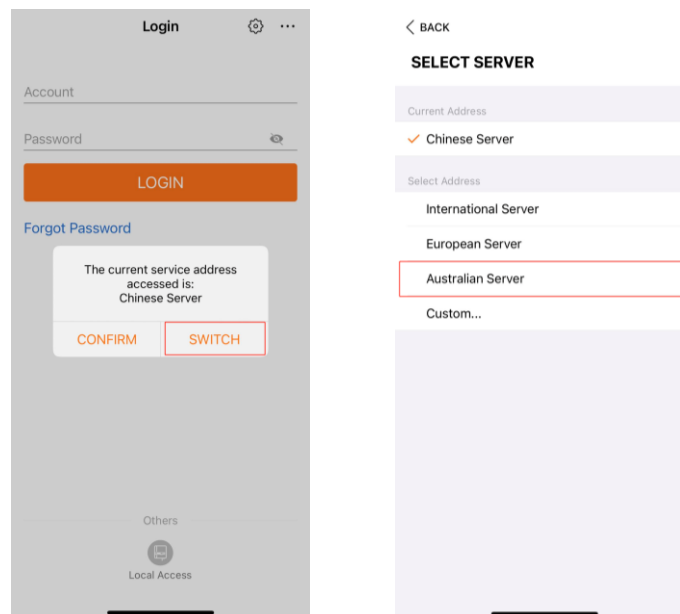 Login
Account
Password
LOGIN
Forgot Password
The current service address
accessed is:
Chinese Server
CONFIRM
SWITCH
Others
Local Access
BACK
SELECT SERVER
Current Address
Chinese Server
Select Address
International Server
European Server
Australian Server
Custom...